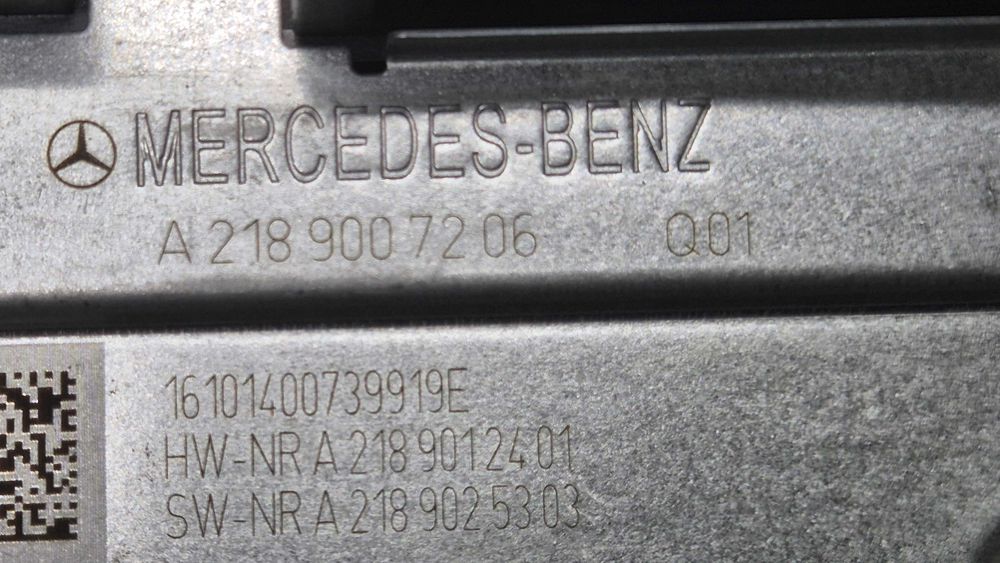 MERCEDES-BENZ
A 218 900 72 06 Q01
16101400739919E
HW-NR A 218 901 24 01
SW-NR A 218 902 53 03